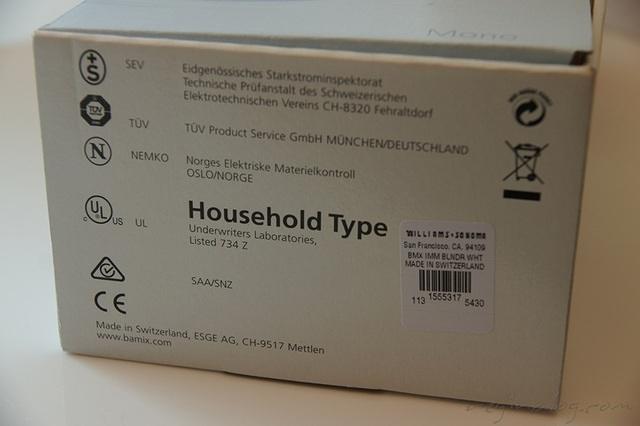 Mono
SEV
Eidgenössisches Starkstrominspektorat
Technische Prüfanstalt des Schweizerischen
Elektrotechnischen Vereins CH-8320 Fehraltdorf
TÜV
TÜV
TÜV Product Service GmbH MÜNCHEN/DEUTSCHLAND
N
NEMKO
Norges Elektriske Materielkontroll
OSLO/NORGE
c UL US
UL
Household Type
Underwriters Laboratories,
Listed 734 Z
SAA/SNZ
CE
Made in Switzerland, ESGE AG, CH-9517 Mettlen
www.bamix.com
WILLIAMS-SONOMA
San Francisco, CA. 94109
BMX IMM BLNDR WHT
MADE IN SWITZERLAND
113 1555317 5430